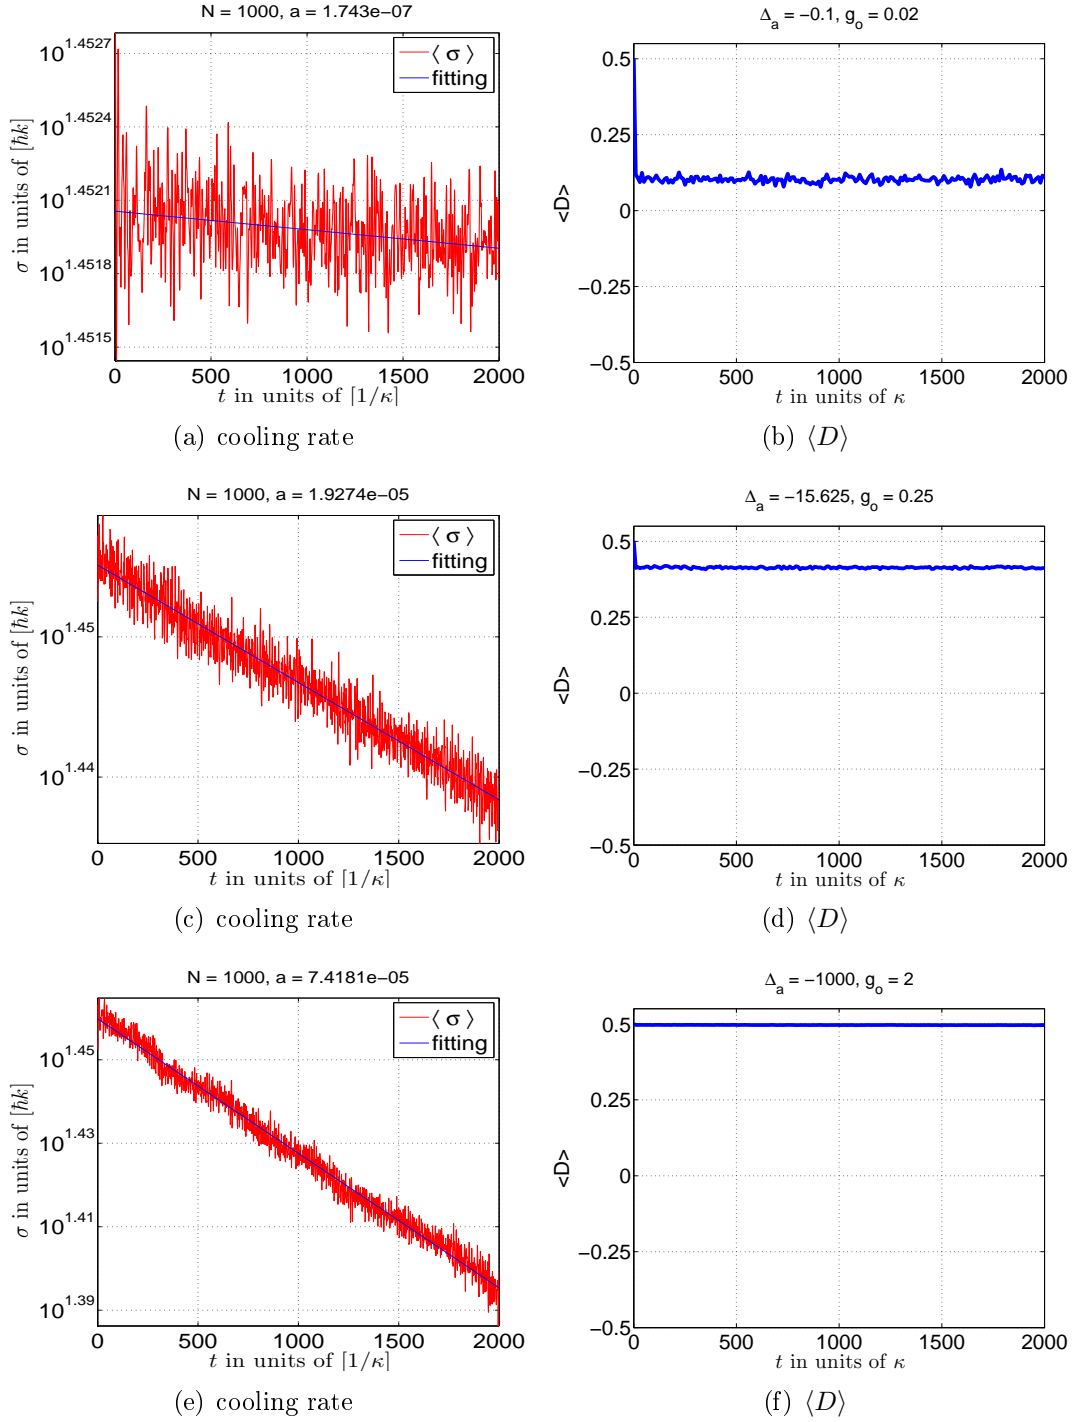 N = 1000, a = 1.743e−07
10^1.4527
10^1.4524
10^1.4521
10^1.4518
10^1.4515
σ in units of [ħk]
⟨ σ ⟩
fitting
0 500 1000 1500 2000
t in units of [1/κ]
(a) cooling rate
Δ_a = −0.1, g_o = 0.02
0.5
0.25
0
−0.25
−0.5
<D>
0 500 1000 1500 2000
t in units of κ
(b) ⟨D⟩
N = 1000, a = 1.9274e−05
10^1.45
10^1.44
σ in units of [ħk]
⟨ σ ⟩
fitting
0 500 1000 1500 2000
t in units of [1/κ]
(c) cooling rate
Δ_a = −15.625, g_o = 0.25
0.5
0.25
0
−0.25
−0.5
<D>
0 500 1000 1500 2000
t in units of κ
(d) ⟨D⟩
N = 1000, a = 7.4181e−05
10^1.45
10^1.43
10^1.41
10^1.39
σ in units of [ħk]
⟨ σ ⟩
fitting
0 500 1000 1500 2000
t in units of [1/κ]
(e) cooling rate
Δ_a = −1000, g_o = 2
0.5
0.25
0
−0.25
−0.5
<D>
0 500 1000 1500 2000
t in units of κ
(f) ⟨D⟩